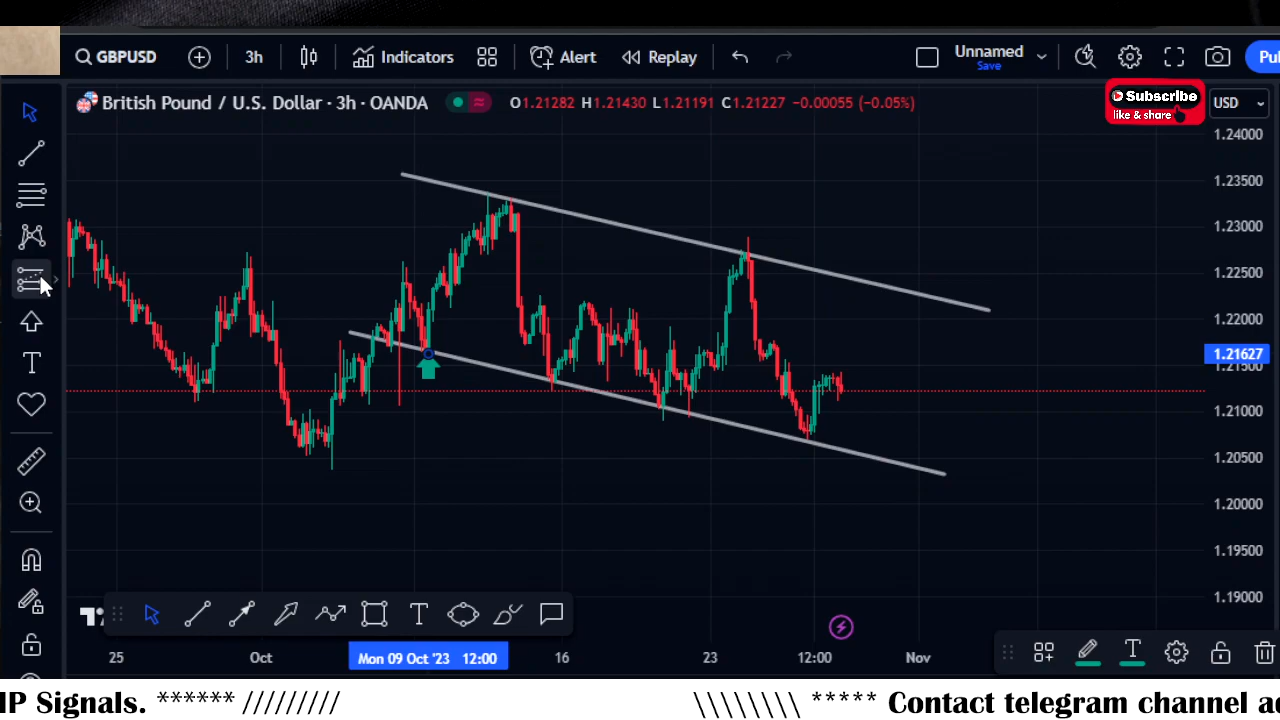 GBPUSD 3h Indicators Alert Replay Unnamed
Save
British Pound / U.S. Dollar · 3h · OANDA O1.21282 H1.21430 L1.21191 C1.21227 −0.00055 (−0.05%)
Subscribe
like & share
USD
1.24000
1.23500
1.23000
1.22500
1.22000
1.21627
1.21500
1.21000
1.20500
1.20000
1.19500
1.19000
25 Oct Mon 09 Oct '23 12:00 16 23 12:00 Nov
IP Signals. ****** ///////// \\\\\\\\ ***** Contact telegram channel